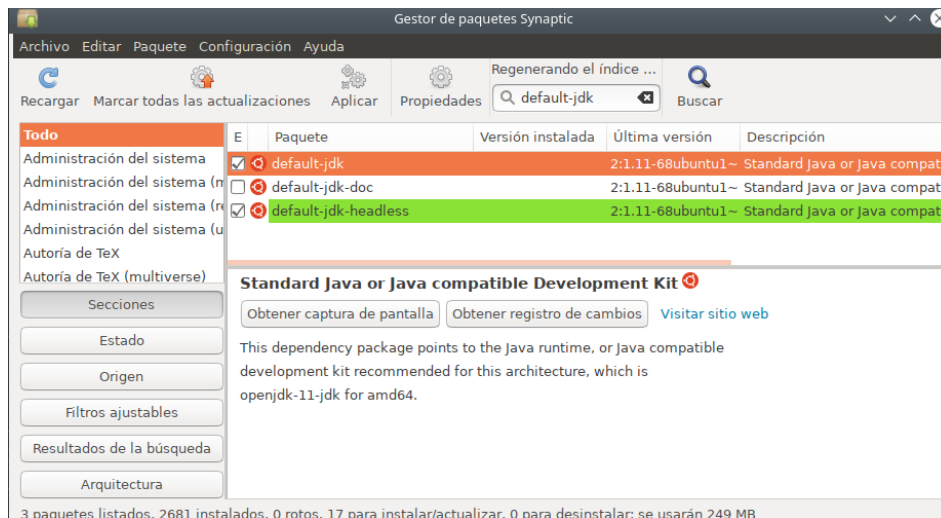 Gestor de paquetes Synaptic
Archivo Editar Paquete Configuración Ayuda
Regenerando el índice ...
default-jdk
Recargar Marcar todas las actualizaciones Aplicar Propiedades Buscar
Todo
Administración del sistema
Administración del sistema (m
Administración del sistema (re
Administración del sistema (u
Autoría de TeX
Autoría de TeX (multiverse)
Secciones
Estado
Origen
Filtros ajustables
Resultados de la búsqueda
Arquitectura
E Paquete Versión instalada Última versión Descripción
default-jdk 2:1.11-68ubuntu1~ Standard Java or Java compat
default-jdk-doc 2:1.11-68ubuntu1~ Standard Java or Java compat
default-jdk-headless 2:1.11-68ubuntu1~ Standard Java or Java compat
Standard Java or Java compatible Development Kit
Obtener captura de pantalla Obtener registro de cambios Visitar sitio web
This dependency package points to the Java runtime, or Java compatible
development kit recommended for this architecture, which is
openjdk-11-jdk for amd64.
3 paquetes listados, 2681 instalados, 0 rotos, 17 para instalar/actualizar, 0 para desinstalar; se usarán 249 MB